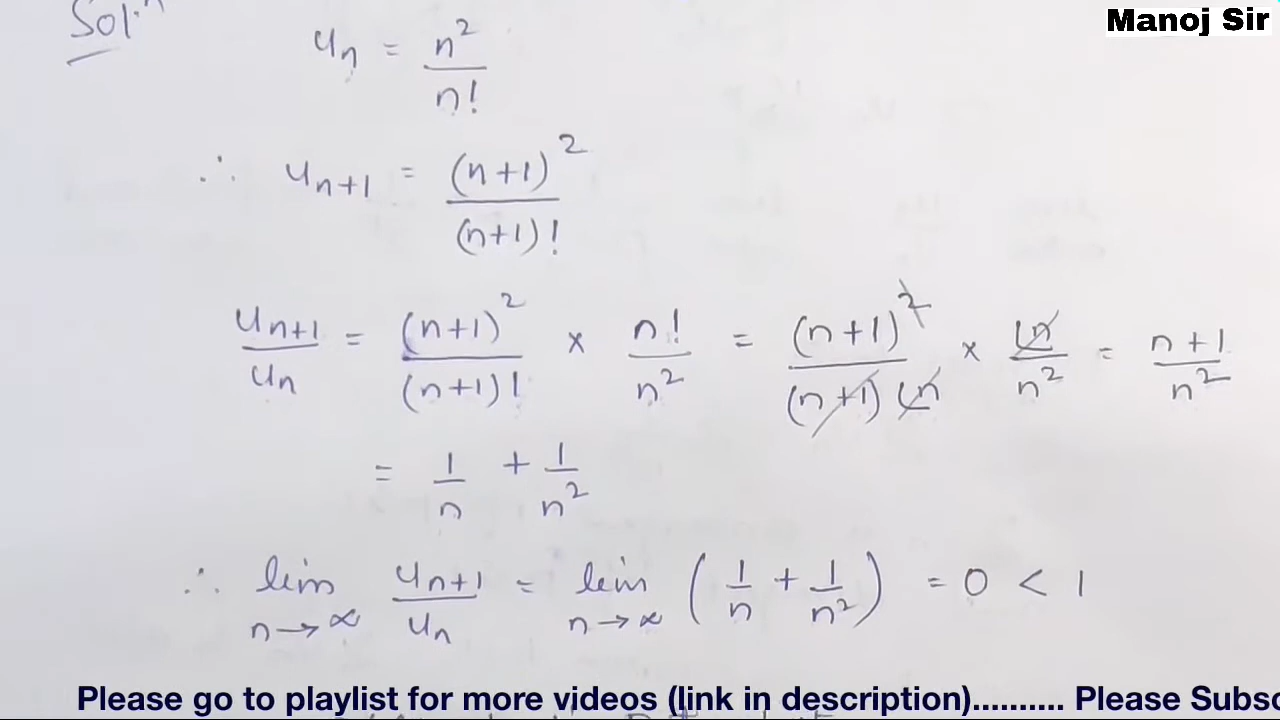 Manoj Sir
Solⁿ
uₙ = n²/n!
∴ uₙ₊₁ = (n+1)²/(n+1)!
uₙ₊₁/uₙ = (n+1)²/(n+1)! × n!/n² = (n+1)²/((n+1) ⌊n) × ⌊n/n² = n+1/n²
= 1/n + 1/n²
∴ lim n→∞ uₙ₊₁/uₙ = lim n→∞ (1/n + 1/n²) = 0 < 1
Please go to playlist for more videos (link in description).......... Please Subsc